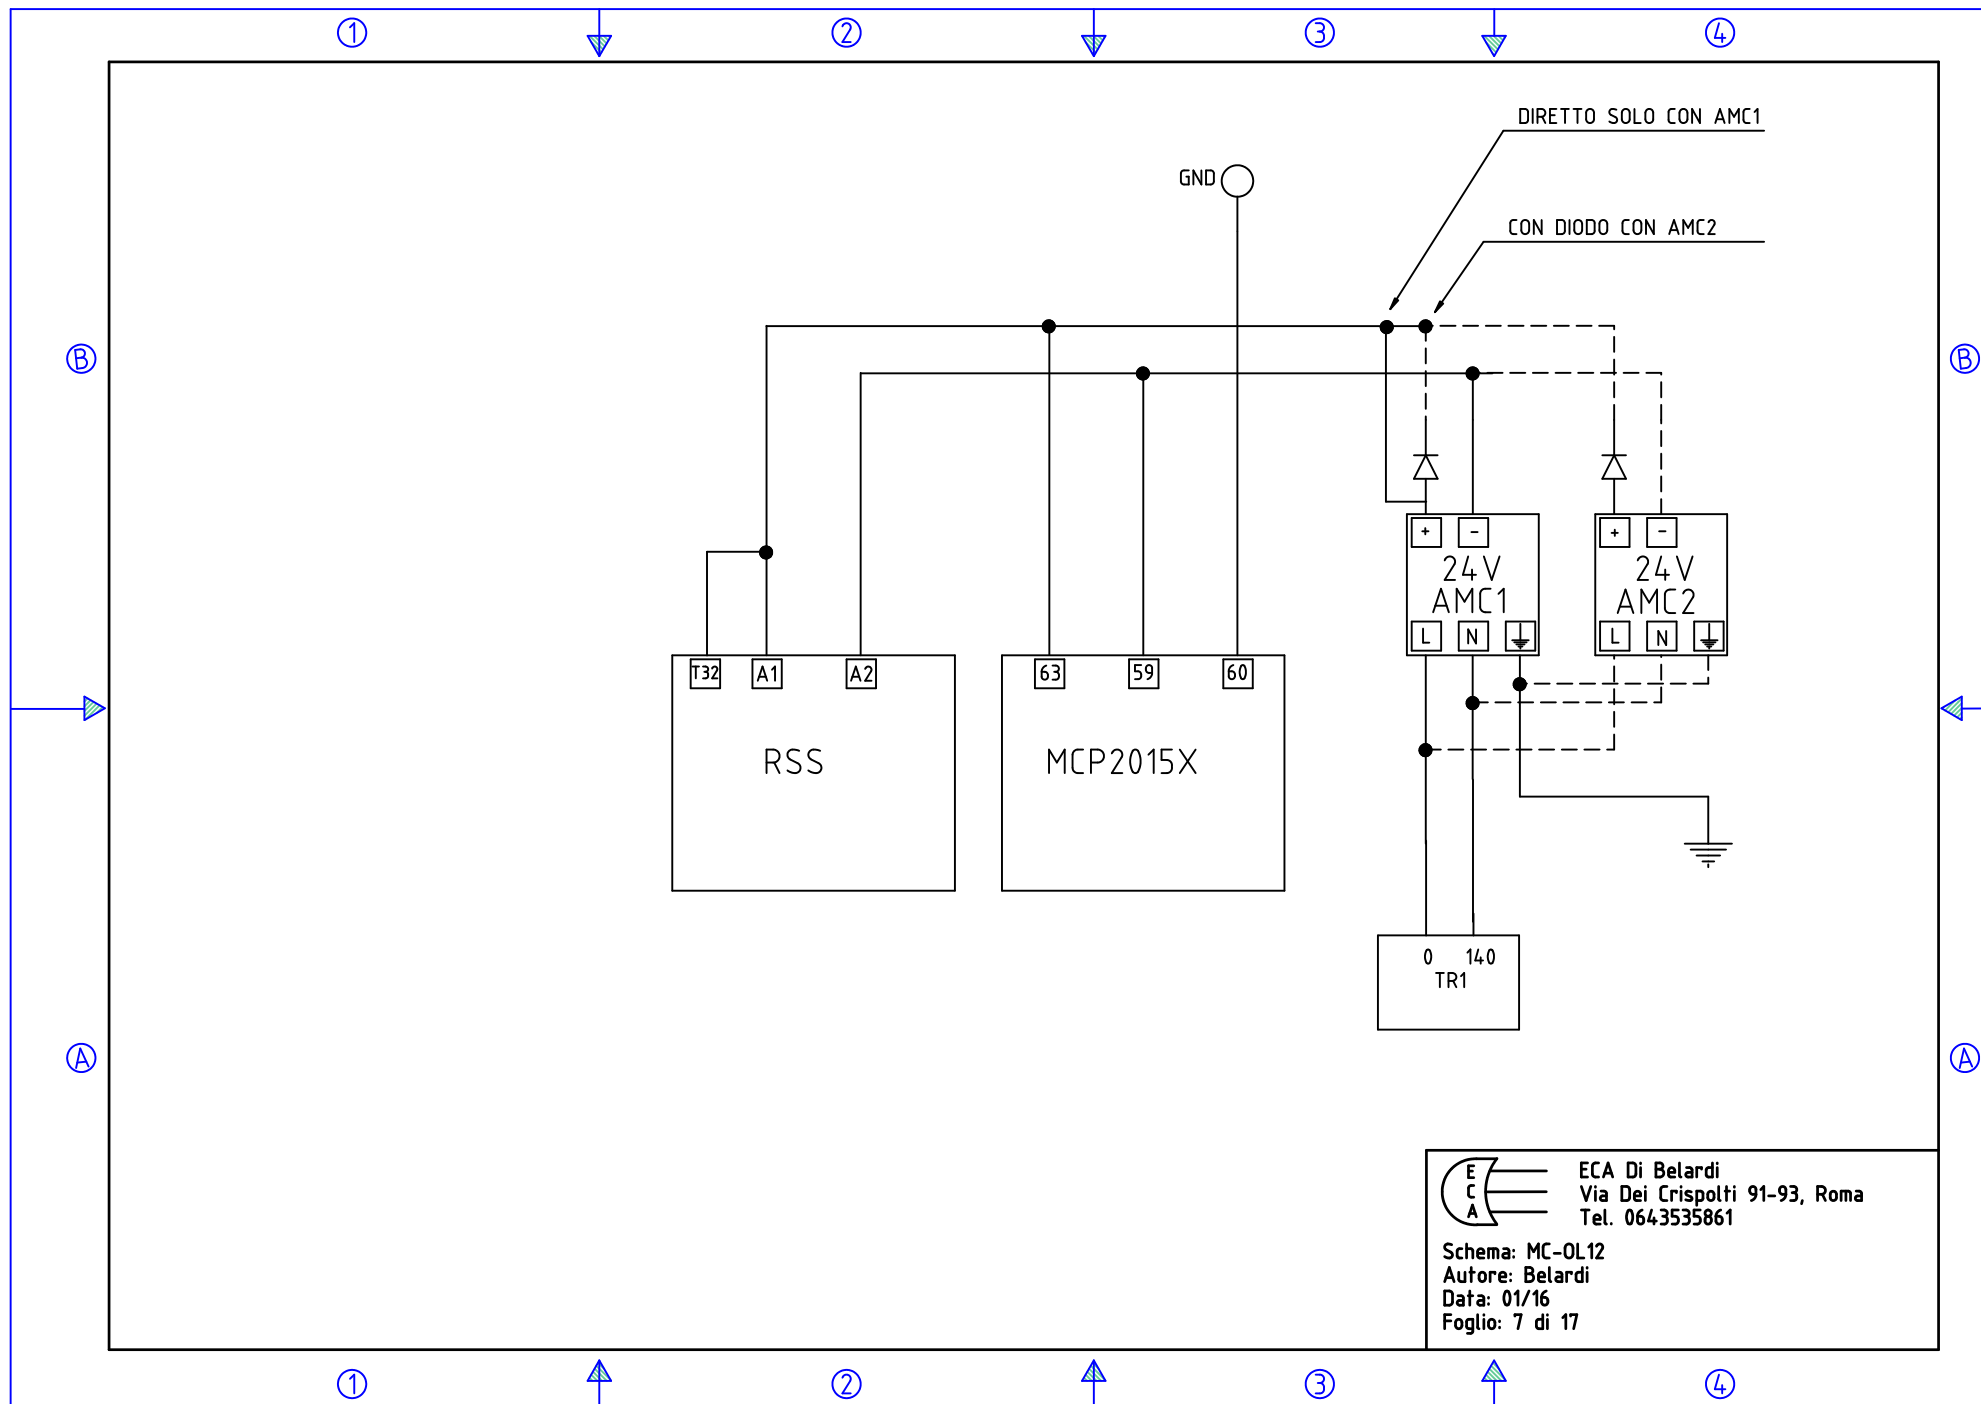 1 2 3 4
DIRETTO SOLO CON AMC1
GND
CON DIODO CON AMC2
B B
+ - + -
24V 24V
AMC1 AMC2
L N L N
T32 A1 A2 63 59 60
RSS MCP2015X
0 140
TR1
A A
E
C
A
ECA Di Belardi
Via Dei Crispolti 91-93, Roma
Tel. 0643535861
Schema: MC-OL12
Autore: Belardi
Data: 01/16
Foglio: 7 di 17
1 2 3 4